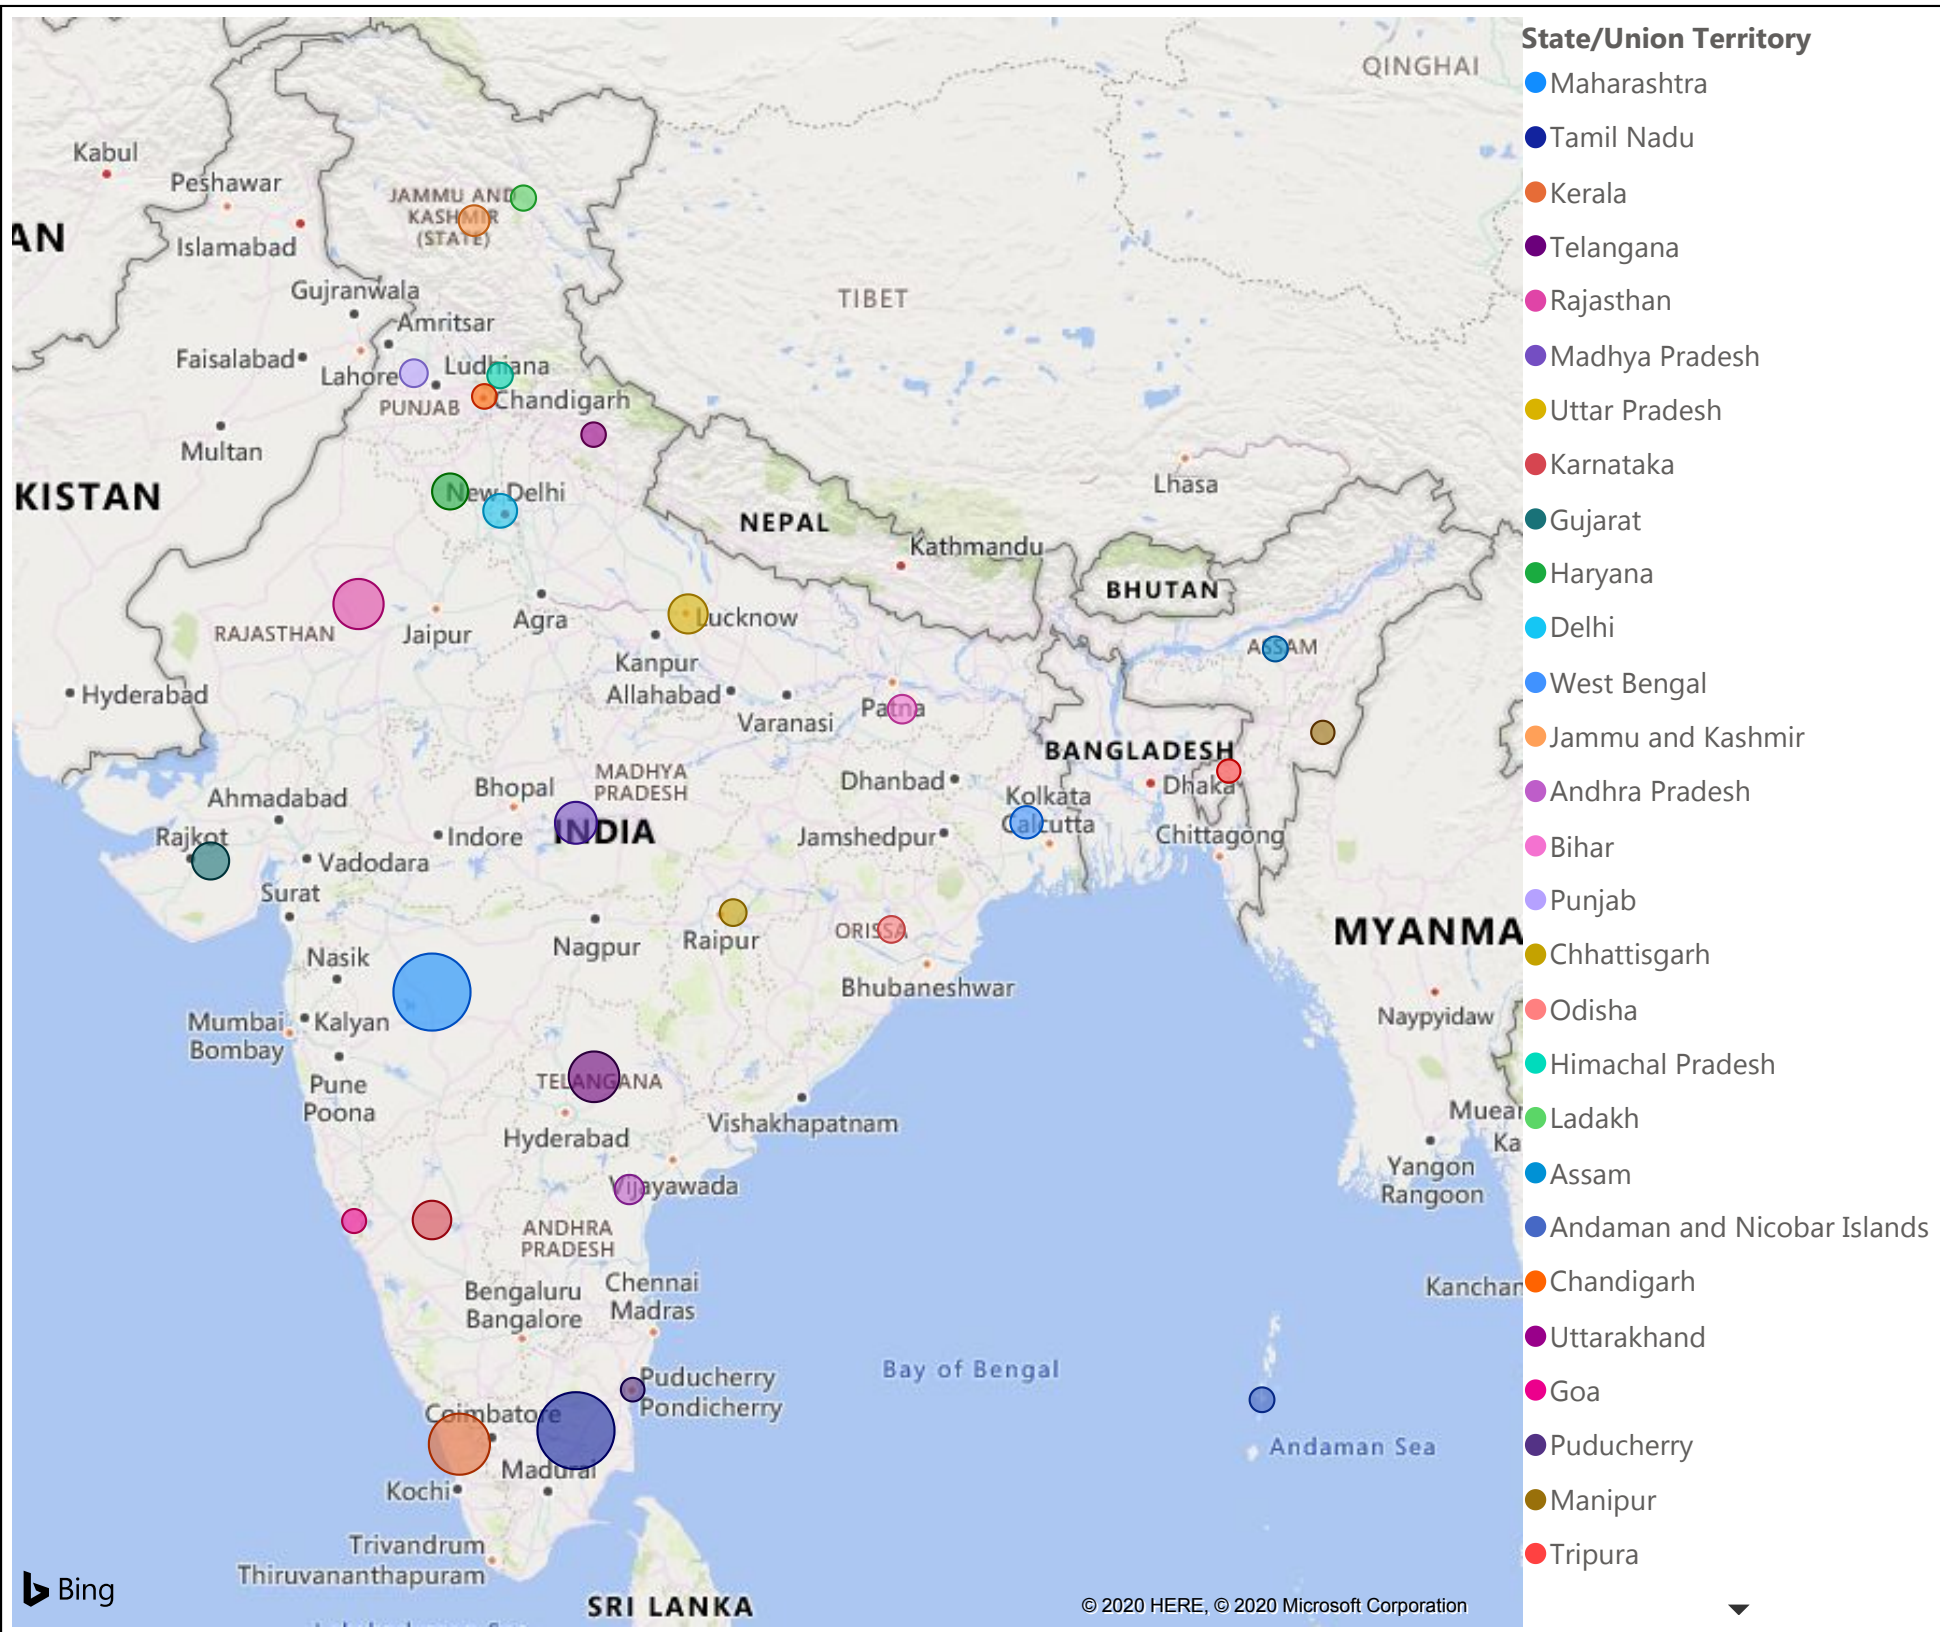 QINGHAI
Kabul
Peshawar
JAMMU AND
KASHMIR
(STATE)
AN
Islamabad
TIBET
Gujranwala
Amritsar
Faisalabad
Lahore
Ludhiana
PUNJAB
Chandigarh
Multan
Lhasa
KISTAN
New Delhi
NEPAL
Kathmandu
BHUTAN
RAJASTHAN
Jaipur
Agra
Lucknow
ASSAM
Kanpur
Hyderabad
Allahabad
Varanasi
Patna
BANGLADESH
MADHYA
PRADESH
Bhopal
Dhanbad
Dhaka
Ahmadabad
Kolkata
Calcutta
Rajkot
Indore
INDIA
Jamshedpur
Chittagong
Vadodara
Surat
Nagpur
Raipur
ORISSA
MYANMA
Nasik
Bhubaneshwar
Mumbai
Bombay
Kalyan
Naypyidaw
Pune
Poona
TELANGANA
Hyderabad
Vishakhapatnam
Muear
Ka
Yangon
Rangoon
Vijayawada
ANDHRA
PRADESH
Bengaluru
Bangalore
Chennai
Madras
Kanchan
Bay of Bengal
Puducherry
Pondicherry
Coimbatore
Andaman Sea
Madurai
Kochi
Trivandrum
Thiruvananthapuram
Bing
SRI LANKA
© 2020 HERE, © 2020 Microsoft Corporation
State/Union Territory
Maharashtra
Tamil Nadu
Kerala
Telangana
Rajasthan
Madhya Pradesh
Uttar Pradesh
Karnataka
Gujarat
Haryana
Delhi
West Bengal
Jammu and Kashmir
Andhra Pradesh
Bihar
Punjab
Chhattisgarh
Odisha
Himachal Pradesh
Ladakh
Assam
Andaman and Nicobar Islands
Chandigarh
Uttarakhand
Goa
Puducherry
Manipur
Tripura